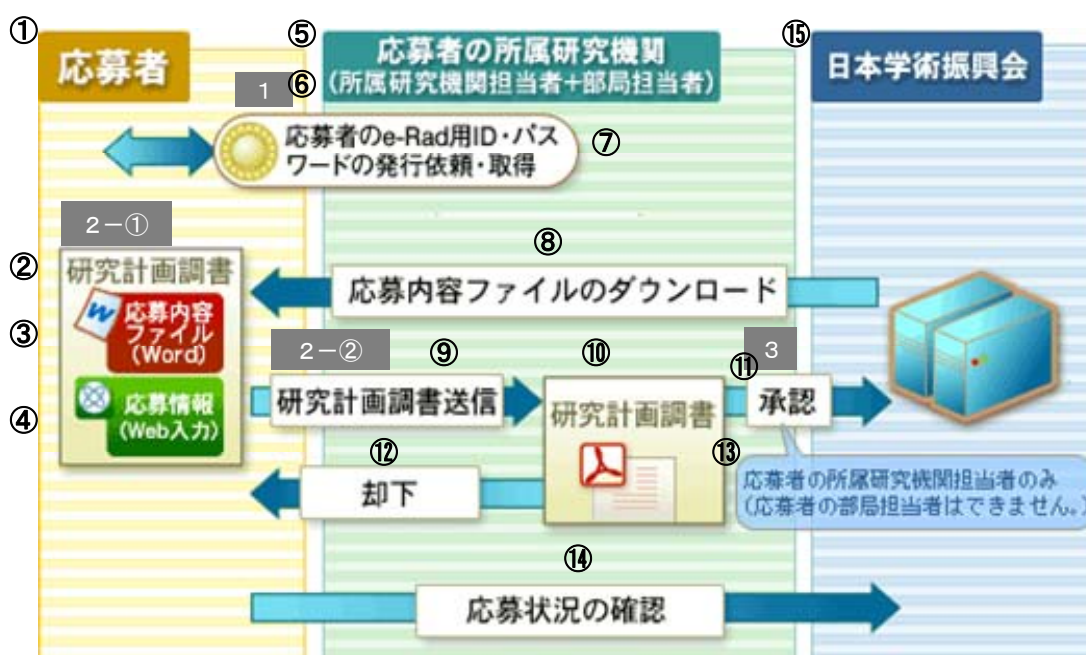 ①
応募者
⑤
応募者の所属研究機関
⑥
(所属研究機関担当者+部局担当者)
⑮
日本学術振興会
1
応募者のe-Rad用ID・パス
ワードの発行依頼・取得
⑦
2－①
②
研究計画調書
③
W
応募内容
ファイル
(Word)
④
応募情報
(Web入力)
⑧
応募内容ファイルのダウンロード
2－②
⑨
研究計画調書送信
⑩
研究計画調書
3
⑪
承認
⑫
却下
⑬
応募者の所属研究機関担当者のみ
(応募者の部局担当者はできません。)
⑭
応募状況の確認